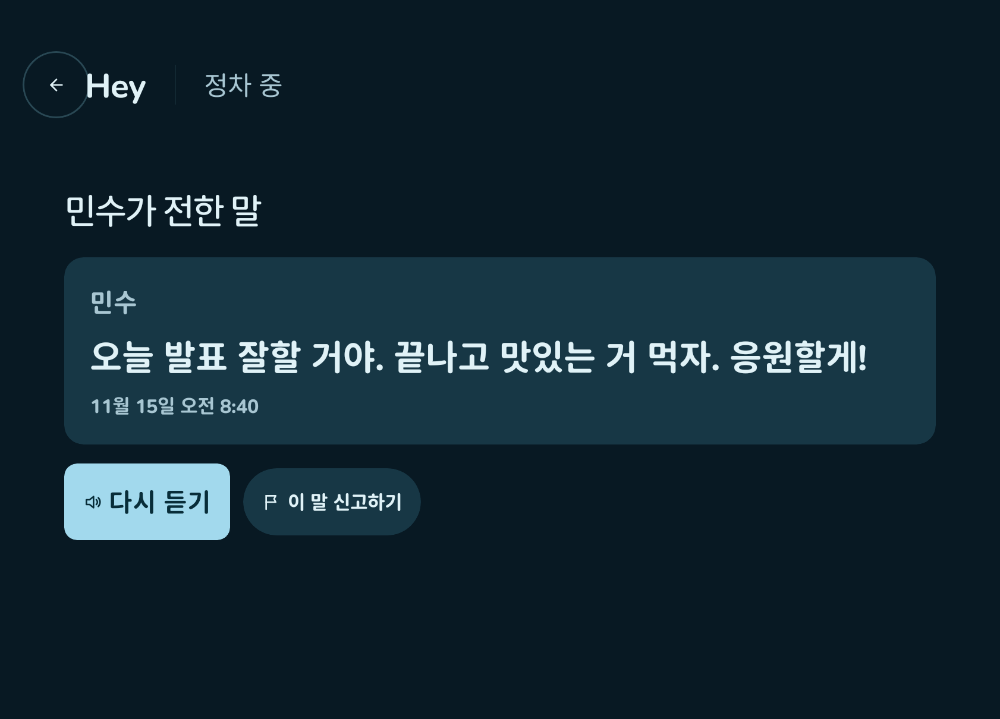 Hey 정차 중
민수가 전한 말
민수
오늘 발표 잘할 거야. 끝나고 맛있는 거 먹자. 응원할게!
11월 15일 오전 8:40
다시 듣기 이 말 신고하기